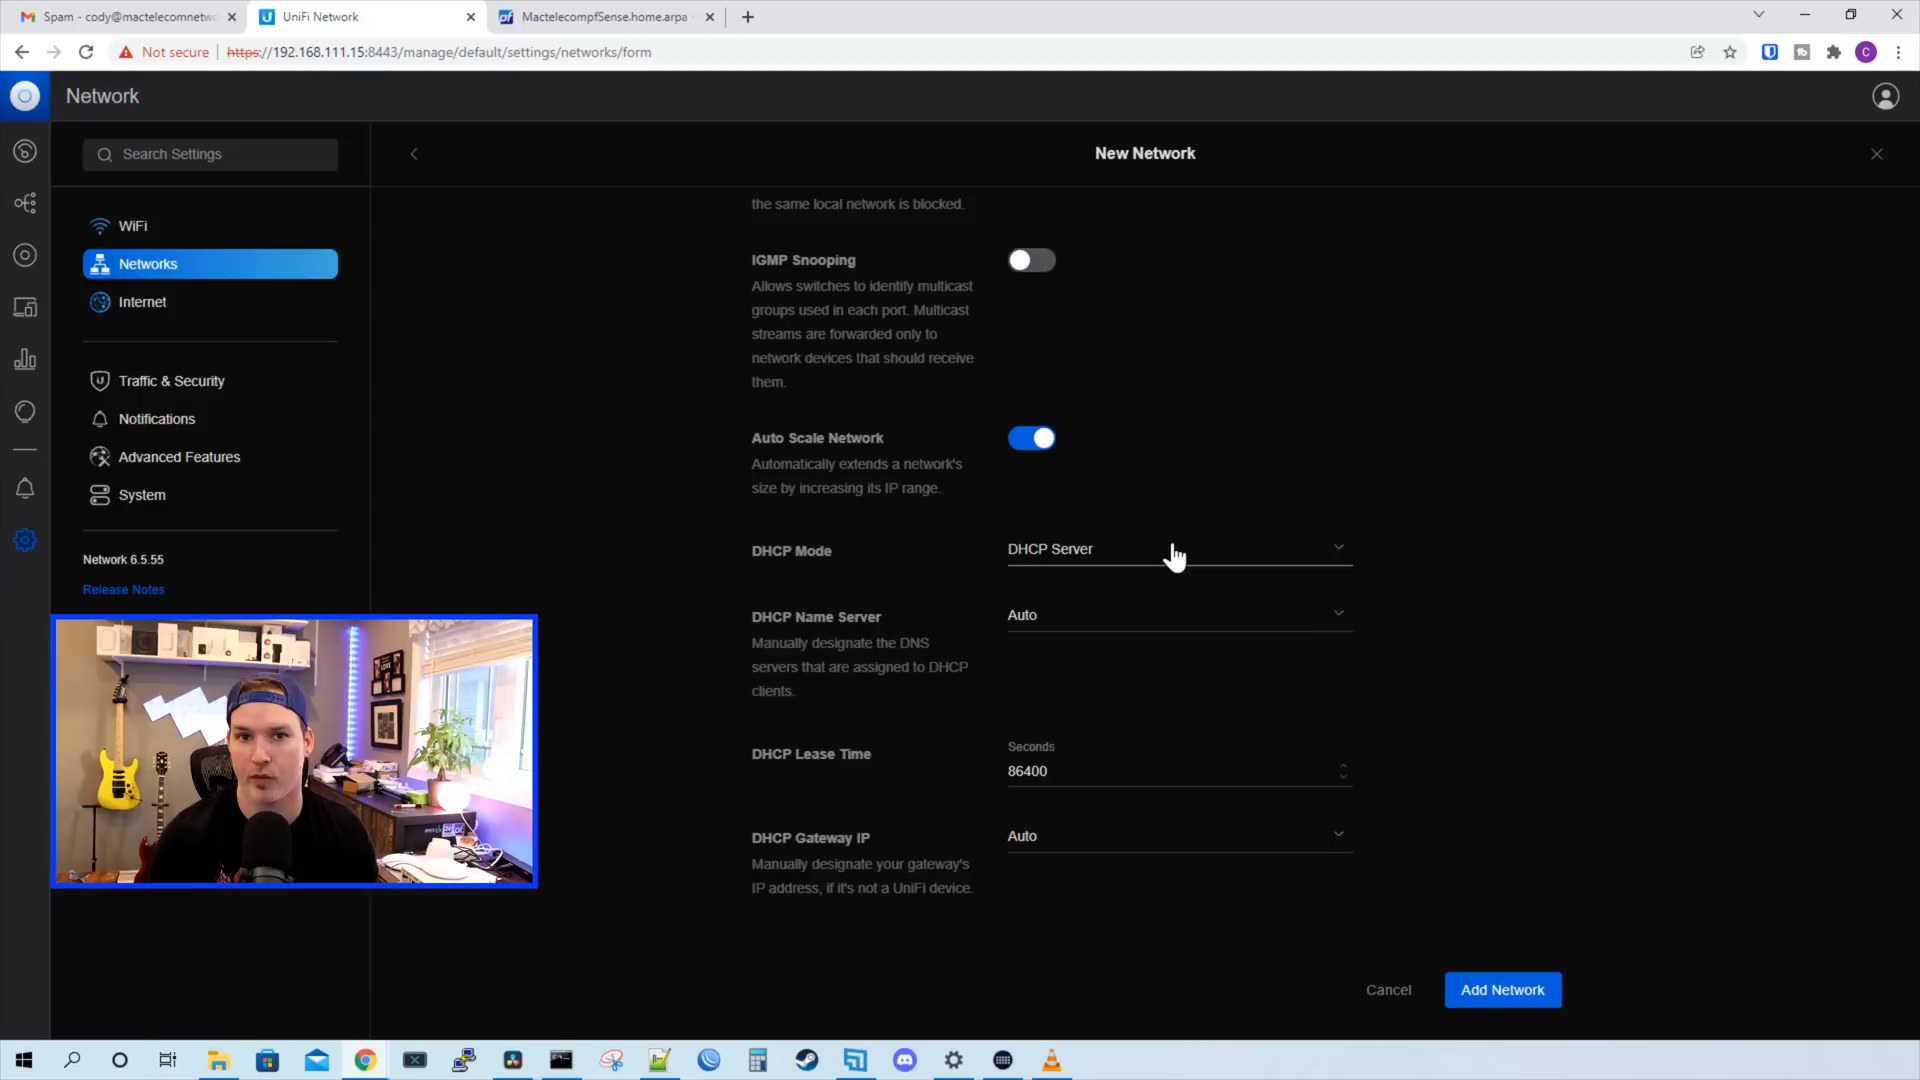 Spam - cody@mactelecomnetwo
UniFi Network
MactelecompfSense.home.arpa
Not secure
https://192.168.111.15:8443/manage/default/settings/networks/form
C
Network
Search Settings
New Network
WiFi
Networks
Internet
Traffic & Security
Notifications
Advanced Features
System
Network 6.5.55
Release Notes
the same local network is blocked.
IGMP Snooping
Allows switches to identify multicast
groups used in each port. Multicast
streams are forwarded only to
network devices that should receive
them.
Auto Scale Network
Automatically extends a network's
size by increasing its IP range.
DHCP Mode
DHCP Server
DHCP Name Server
Auto
Manually designate the DNS
servers that are assigned to DHCP
clients.
DHCP Lease Time
Seconds
86400
DHCP Gateway IP
Auto
Manually designate your gateway's
IP address, if it's not a UniFi device.
Cancel
Add Network